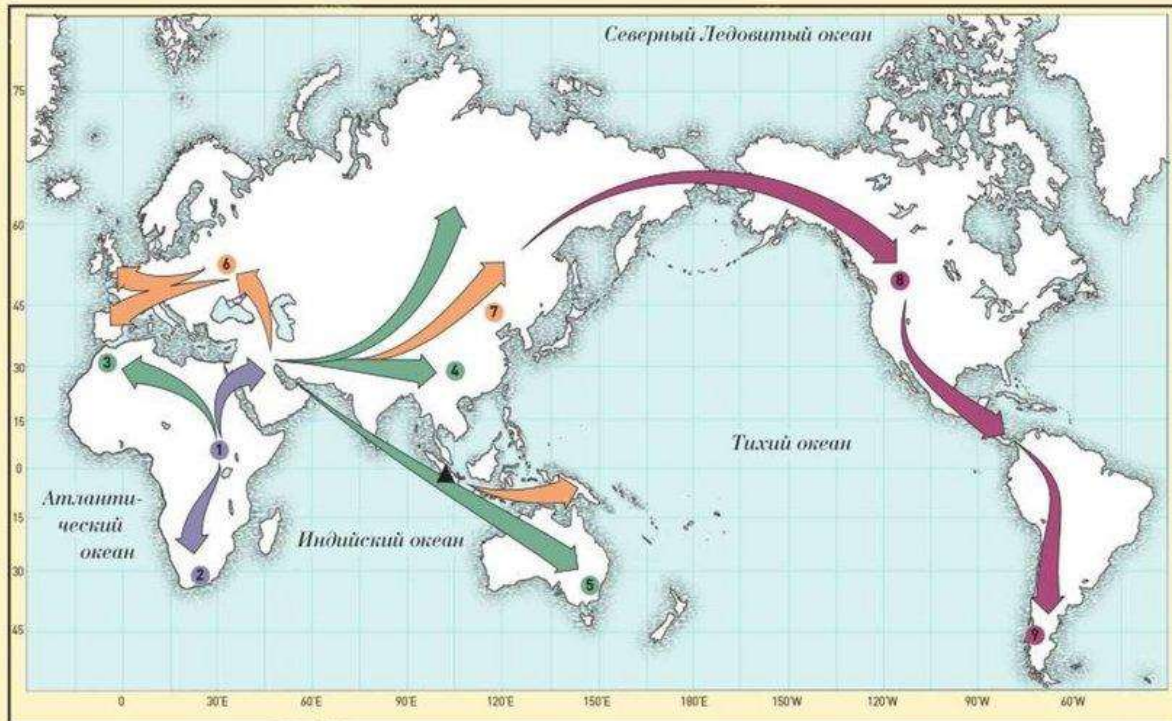 Северный Ледовитый океан
75
60
6
45
8
7
3
30
4
15
1
Тихий океан
0
Атланти-
ческий
океан
15
Индийский океан
30
2
5
45
9
0
30°E
60°E
90°E
120°E
150°E
180°W
150°W
120°W
90°W
60°W